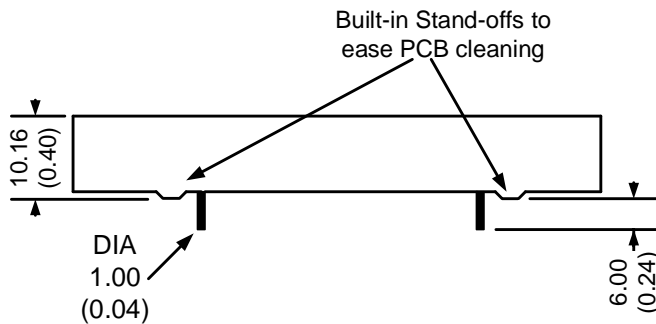 Built-in Stand-offs to
ease PCB cleaning
10.16
(0.40)
DIA
1.00
(0.04)
6.00
(0.24)